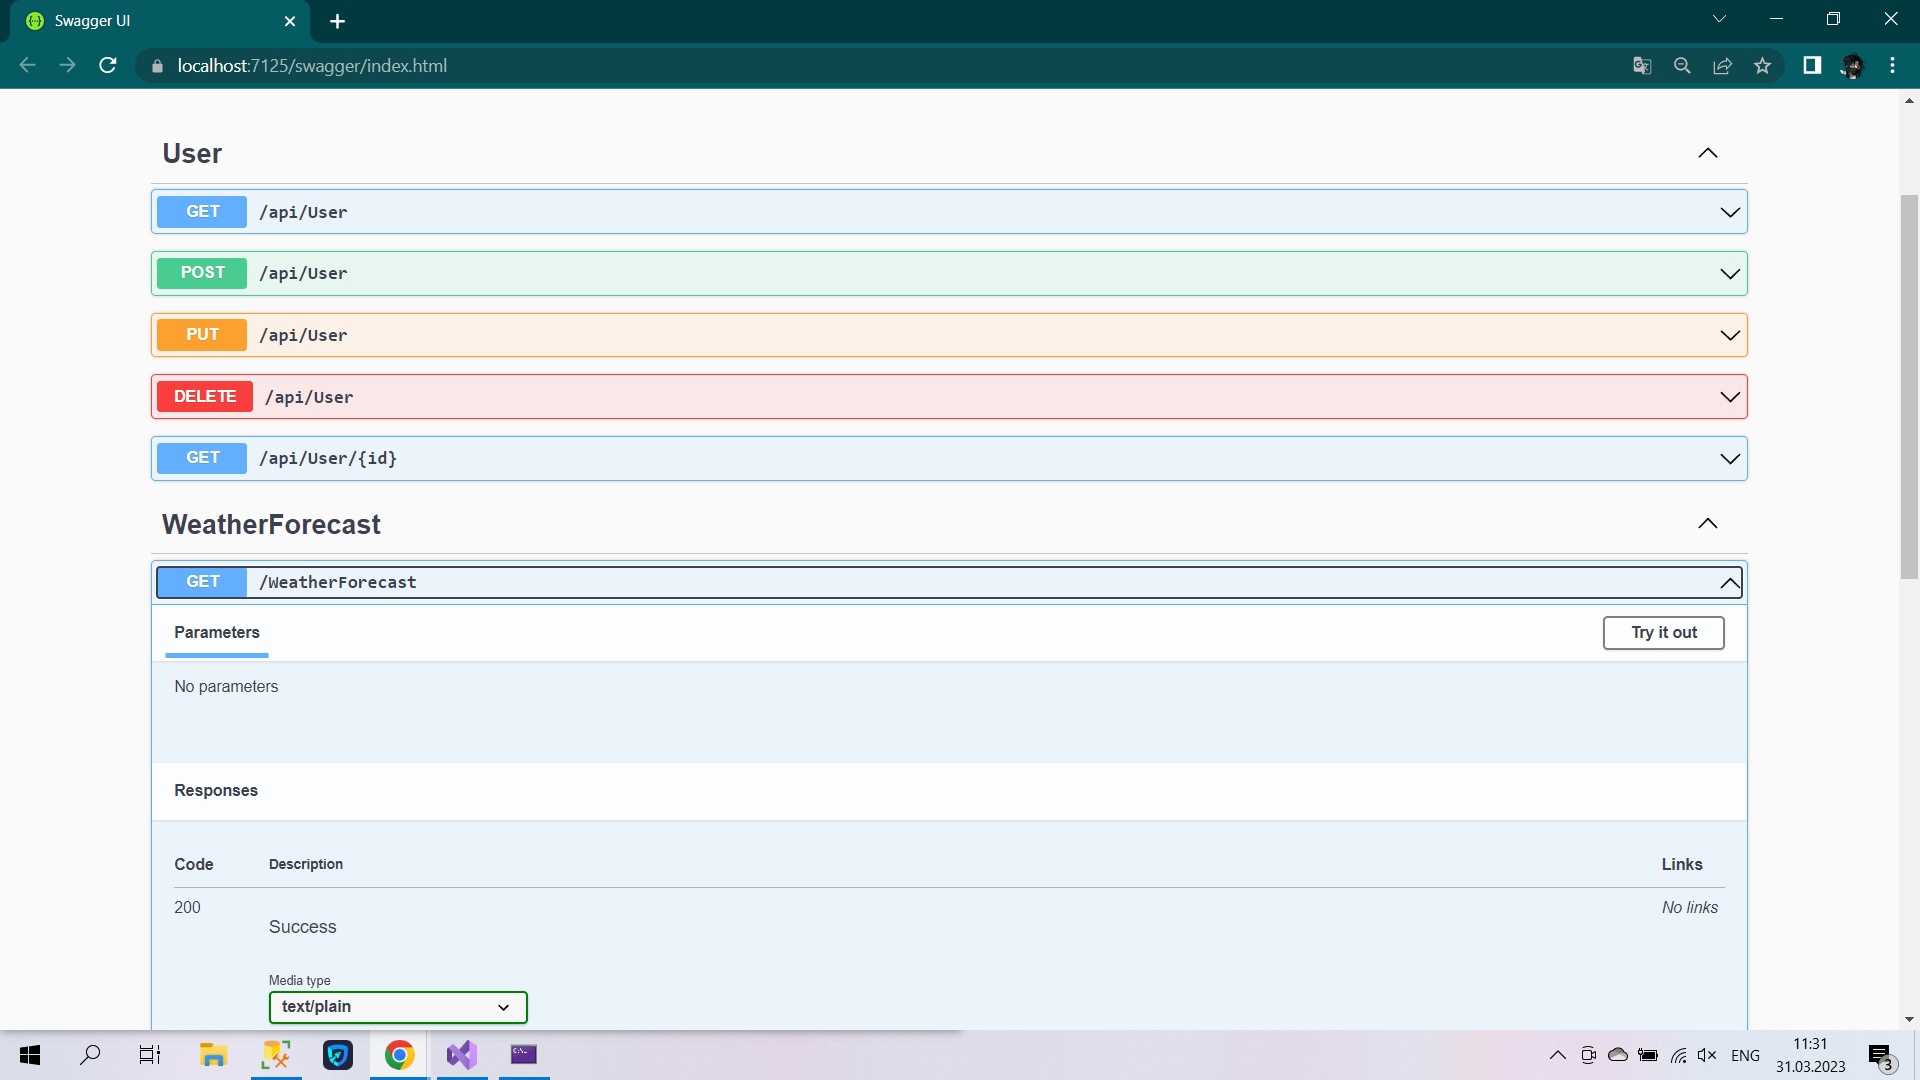 Swagger UI
localhost:7125/swagger/index.html
User
GET /api/User
POST /api/User
PUT /api/User
DELETE /api/User
GET /api/User/{id}
WeatherForecast
GET /WeatherForecast
Parameters
Try it out
No parameters
Responses
Code Description Links
200 No links
Success
Media type
text/plain
11:31
ENG
31.03.2023
3